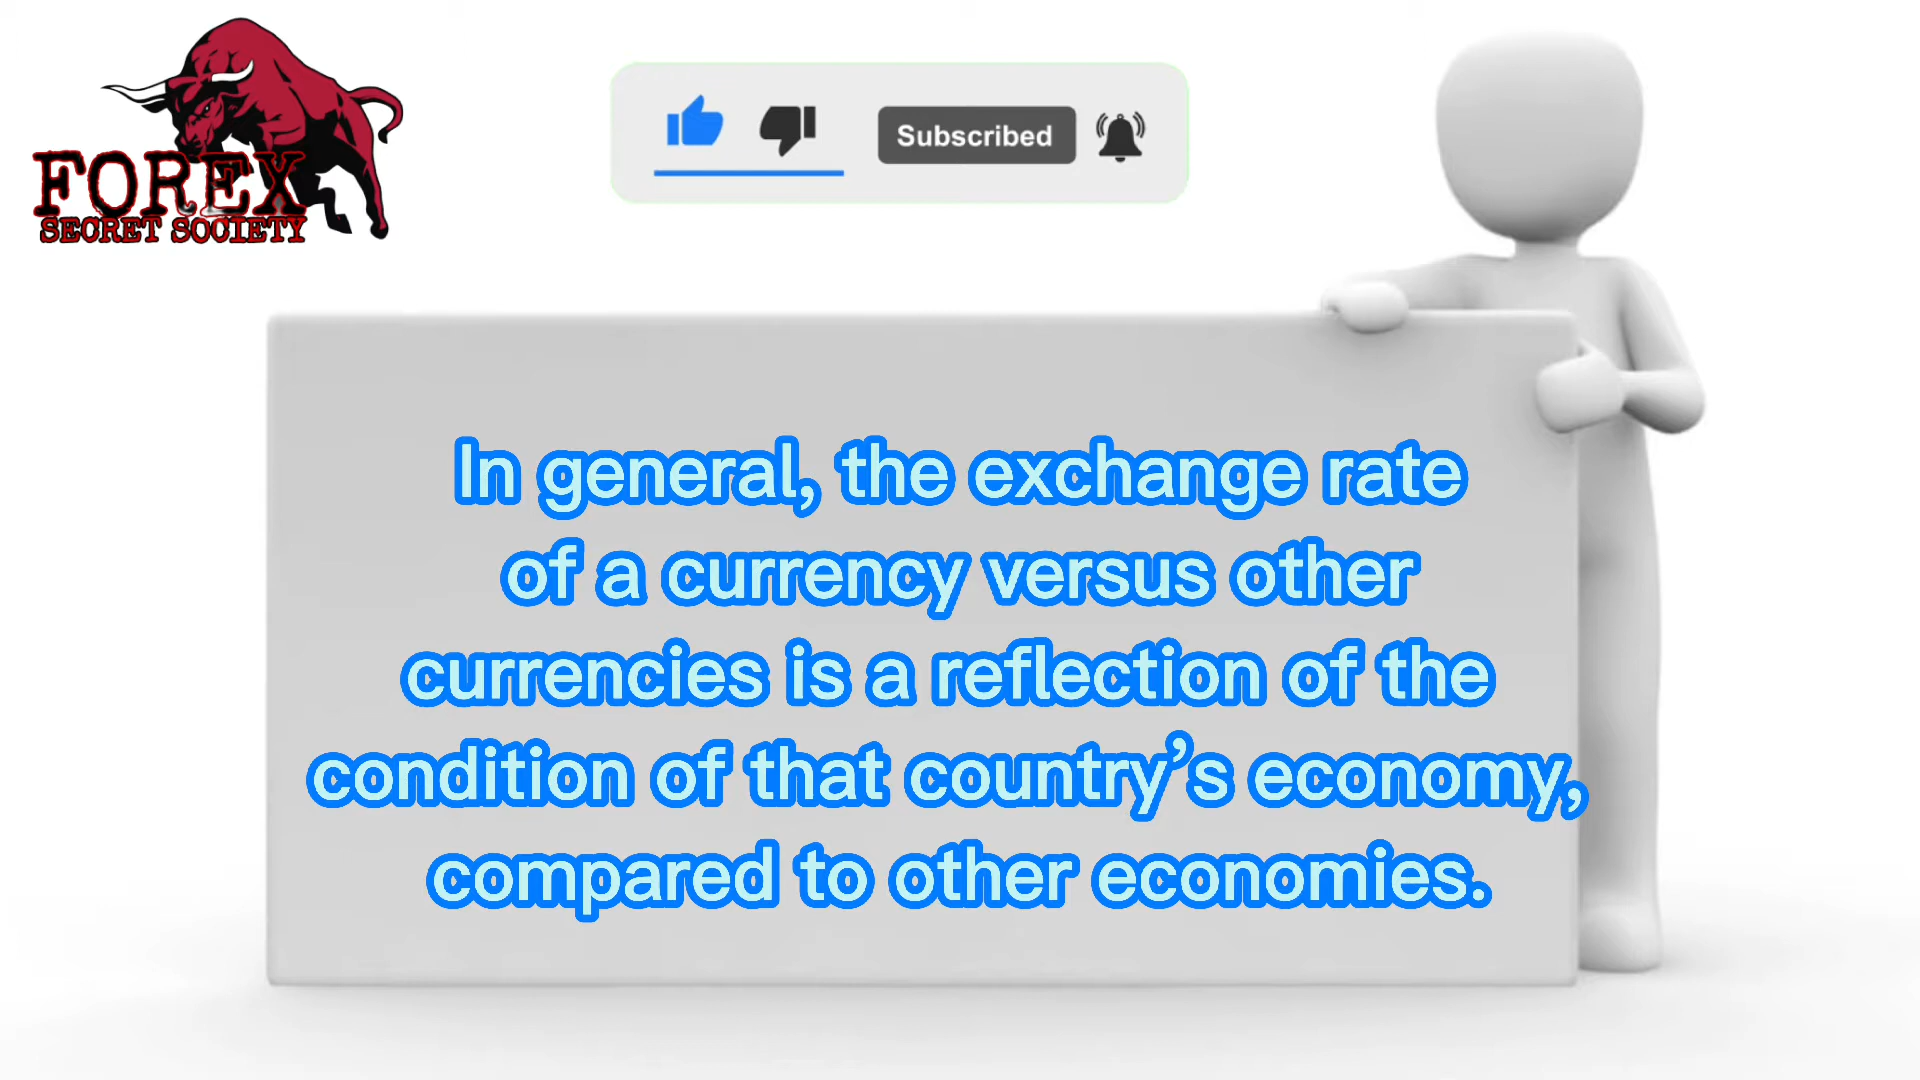 FOREX
SECRET SOCIETY
Subscribed
In general, the exchange rate
of a currency versus other
currencies is a reflection of the
condition of that country’s economy,
compared to other economies.